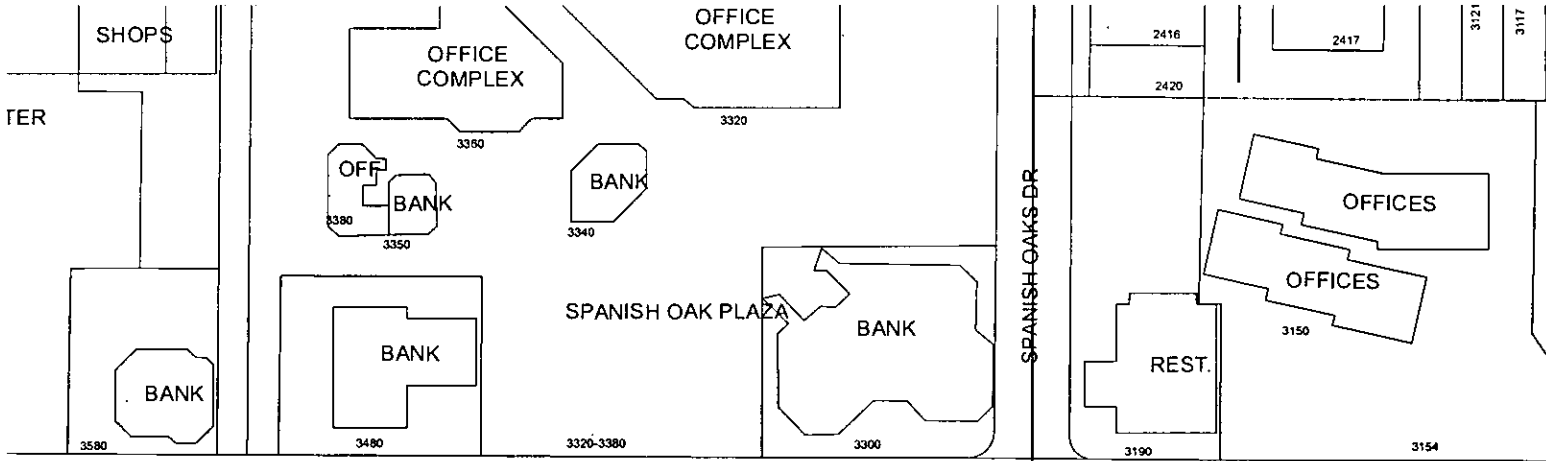 SHOPS
OFFICE
COMPLEX
OFFICE
COMPLEX
2416
2417
3121
3117
2420
TER
3320
3360
OFF
BANK
BANK
3380
3350
3340
SPANISH OAKS DR
OFFICES
OFFICES
SPANISH OAK PLAZA
BANK
3150
BANK
REST.
BANK
3580
3480
3320-3380
3300
3190
3154